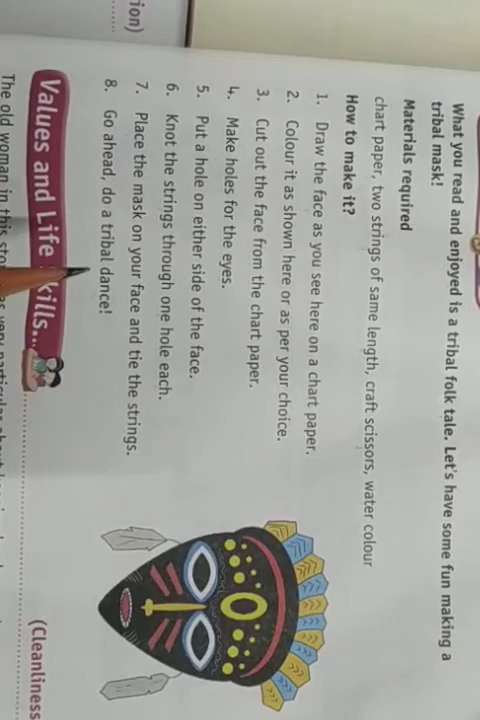 ion)
What you read and enjoyed is a tribal folk tale. Let's have some fun making a
tribal mask!
Materials required
chart paper, two strings of same length, craft scissors, water colour
How to make it?
1. Draw the face as you see here on a chart paper.
2. Colour it as shown here or as per your choice.
3. Cut out the face from the chart paper.
4. Make holes for the eyes.
5. Put a hole on either side of the face.
6. Knot the strings through one hole each.
7. Place the mask on your face and tie the strings.
8. Go ahead, do a tribal dance!
Values and Life kills...
(Cleanliness
The old woman in this